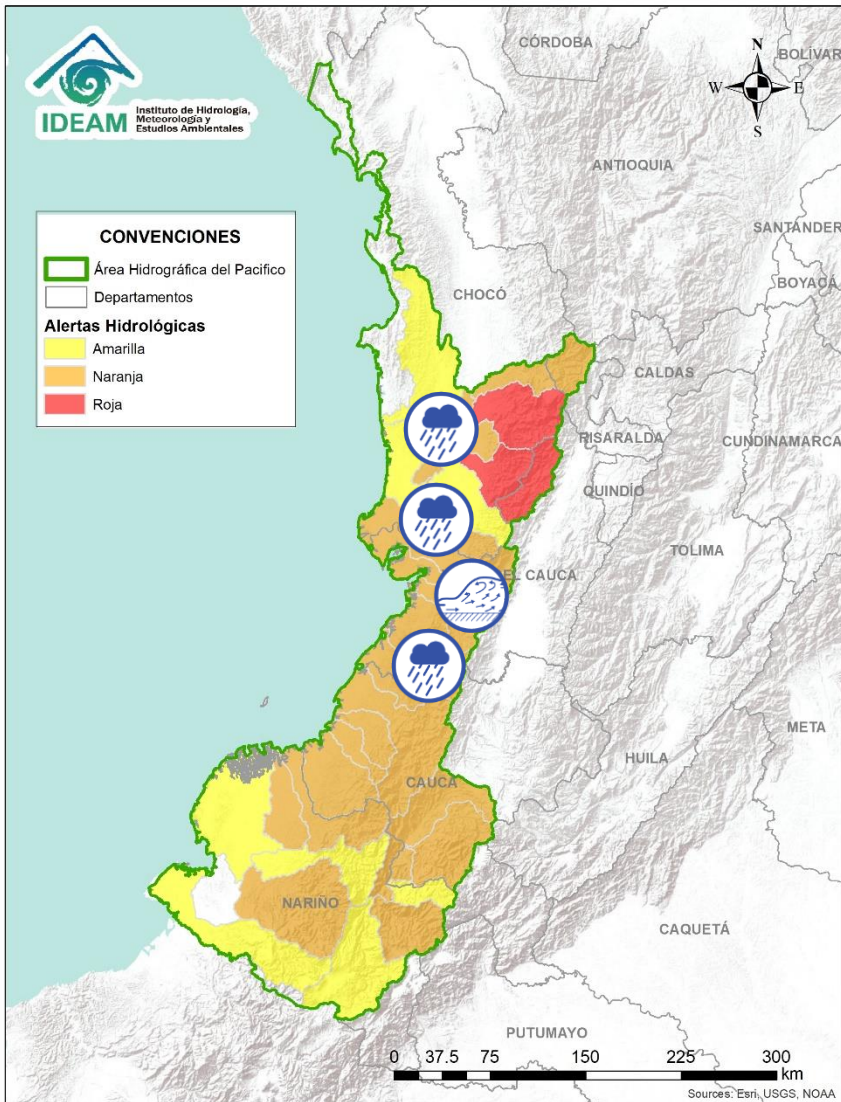 IDEAM
Instituto de Hidrología,
Meteorología y
Estudios Ambientales
CÓRDOBA
BOLÍVAR
N
W
E
S
ANTIOQUIA
SANTANDER
BOYACÁ
CONVENCIONES
Área Hidrográfica del Pacifico
Departamentos
Alertas Hidrológicas
Amarilla
Naranja
Roja
CHOCÓ
CALDAS
RISARALDA
CUNDINAMARCA
QUINDÍO
TOLIMA
EL CAUCA
META
HUILA
CAUCA
NARIÑO
CAQUETÁ
PUTUMAYO
0 37.5 75 150 225 300
km
Sources: Esri, USGS, NOAA